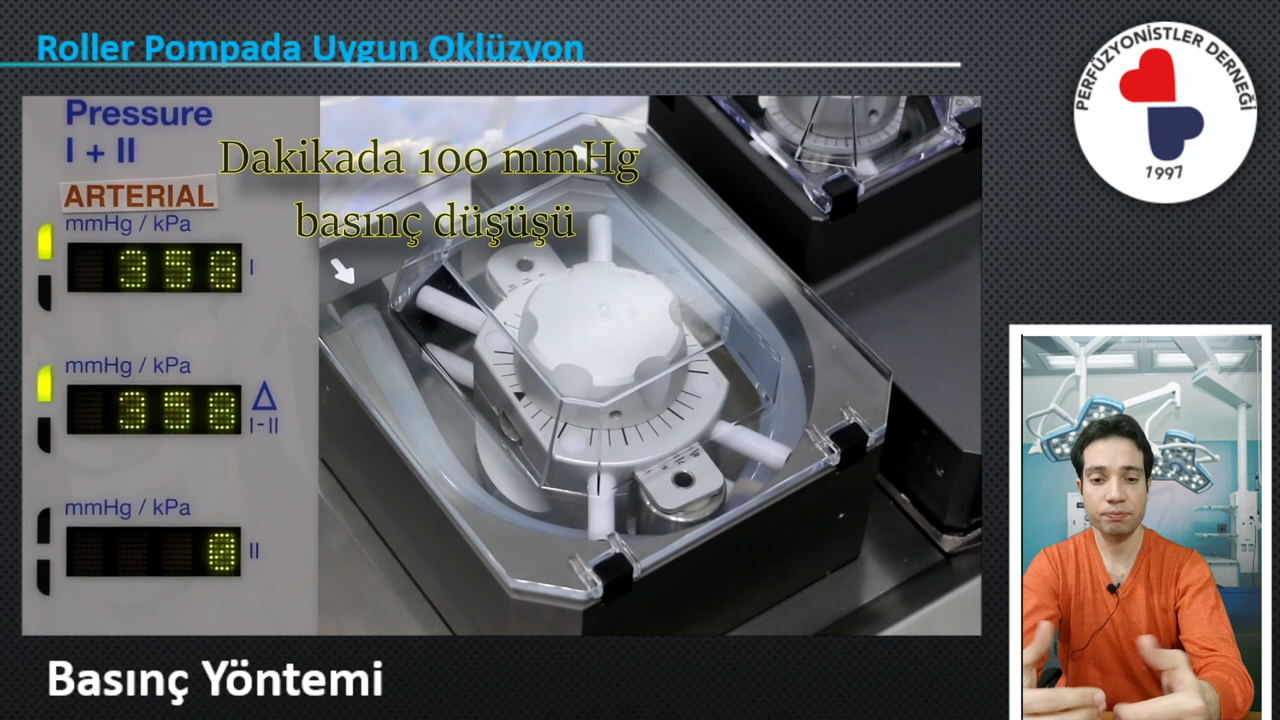 Roller Pompada Uygun Oklüzyon
PERFÜZYONİSTLER DERNEĞİ
1997
Pressure
I + II
ARTERIAL
mmHg / kPa
358 I
mmHg / kPa
358 Δ
I-II
mmHg / kPa
0 II
Dakikada 100 mmHg
basınç düşüşü
Basınç Yöntemi